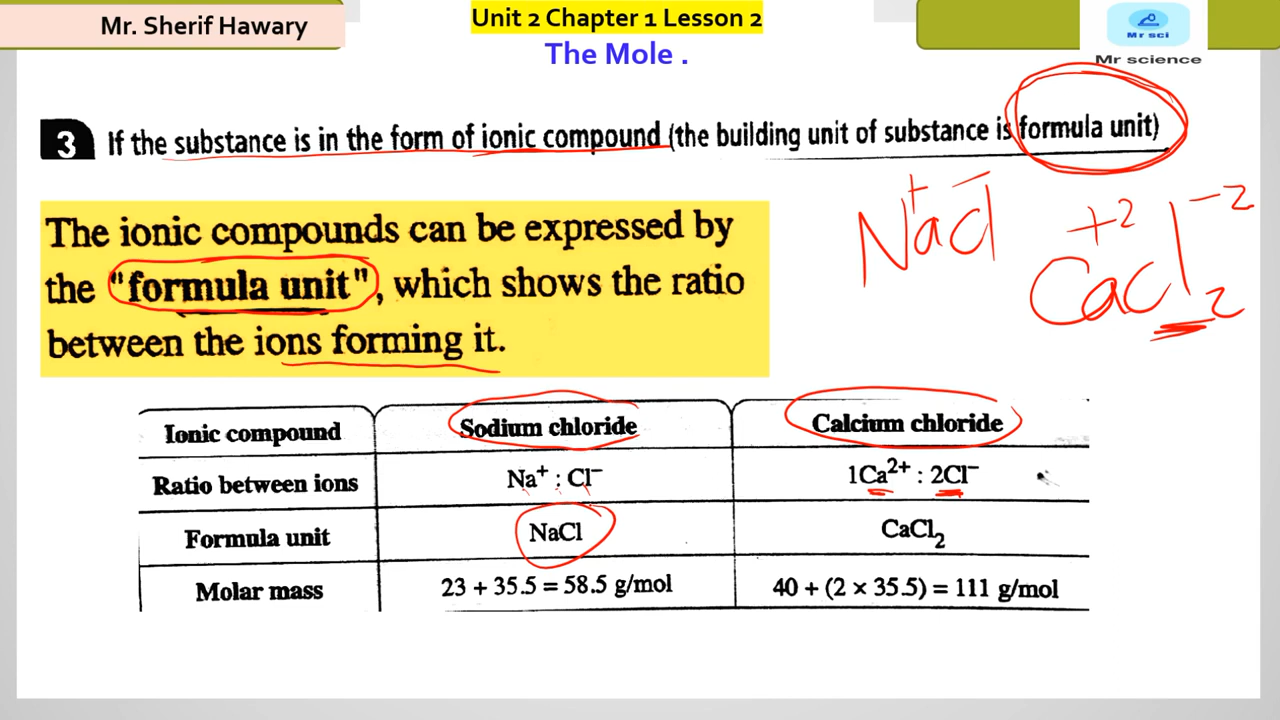 Mr. Sherif Hawary
Unit 2 Chapter 1 Lesson 2
The Mole .
Mr sci
Mr science
3 If the substance is in the form of ionic compound (the building unit of substance is formula unit)
The ionic compounds can be expressed by
the "formula unit", which shows the ratio
between the ions forming it.
Na⁺Cl⁻
Ca⁺²Cl₂⁻²
Ionic compound Sodium chloride Calcium chloride
Ratio between ions Na⁺ : Cl⁻ 1Ca²⁺ : 2Cl⁻
Formula unit NaCl CaCl₂
Molar mass 23 + 35.5 = 58.5 g/mol 40 + (2 × 35.5) = 111 g/mol